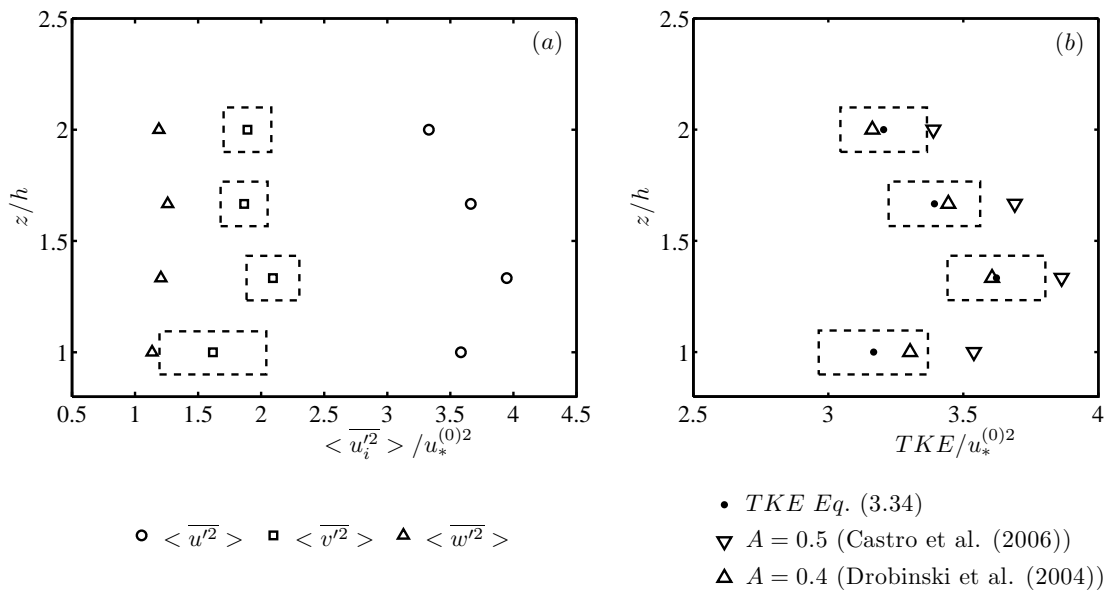 (a)
z/h
2.5
2
1.5
1
0.5 1 1.5 2 2.5 3 3.5 4 4.5
< \overline{u_i'^2} > /u_*^{(0)2}
○ < \overline{u'^2} > □ < \overline{v'^2} > △ < \overline{w'^2} >
(b)
z/h
2.5
2
1.5
1
2.5 3 3.5 4
TKE/u_*^{(0)2}
• TKE Eq. (3.34)
▽ A = 0.5 (Castro et al. (2006))
△ A = 0.4 (Drobinski et al. (2004))